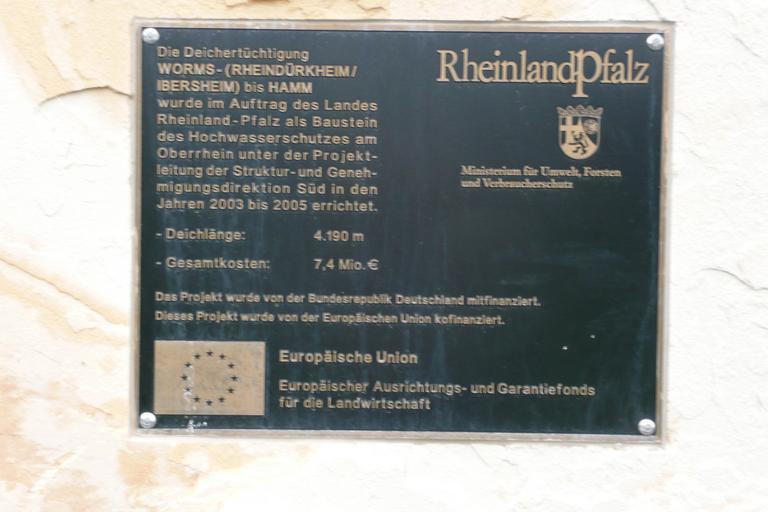 Die Deichertüchtigung
WORMS-(RHEINDÜRKHEIM/
IBERSHEIM) bis HAMM
wurde im Auftrag des Landes
Rheinland-Pfalz als Baustein
des Hochwasserschutzes am
Oberrhein unter der Projekt-
leitung der Struktur-und Geneh-
migungsdirektion Süd in den
Jahren 2003 bis 2005 errichtet.
- Deichlänge: 4.190 m
- Gesamtkosten: 7,4 Mio. €
RheinlandPfalz
Ministerium für Umwelt, Forsten
und Verbraucherschutz
Das Projekt wurde von der Bundesrepublik Deutschland mitfinanziert.
Dieses Projekt wurde von der Europäischen Union kofinanziert.
Europäische Union
Europäischer Ausrichtungs- und Garantiefonds
für die Landwirtschaft